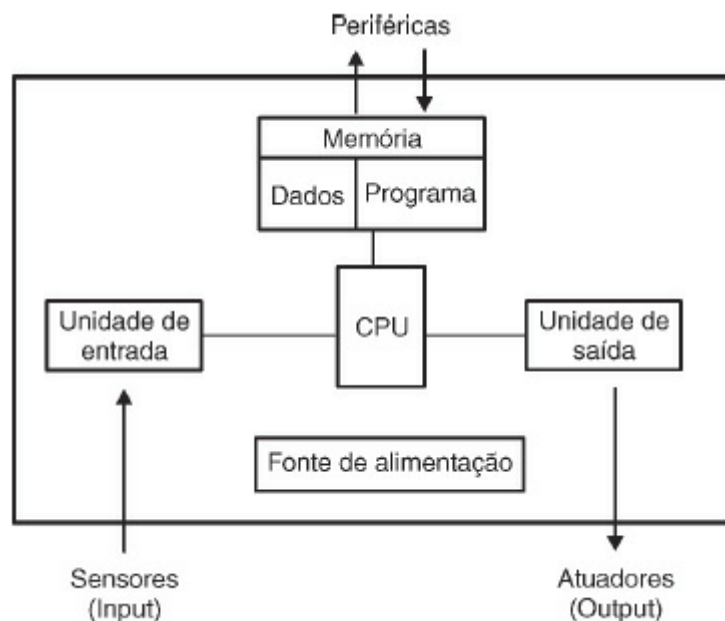 Periféricas
Memória
Dados
Programa
CPU
Unidade de
entrada
Unidade de
saída
Fonte de alimentação
Sensores
(Input)
Atuadores
(Output)